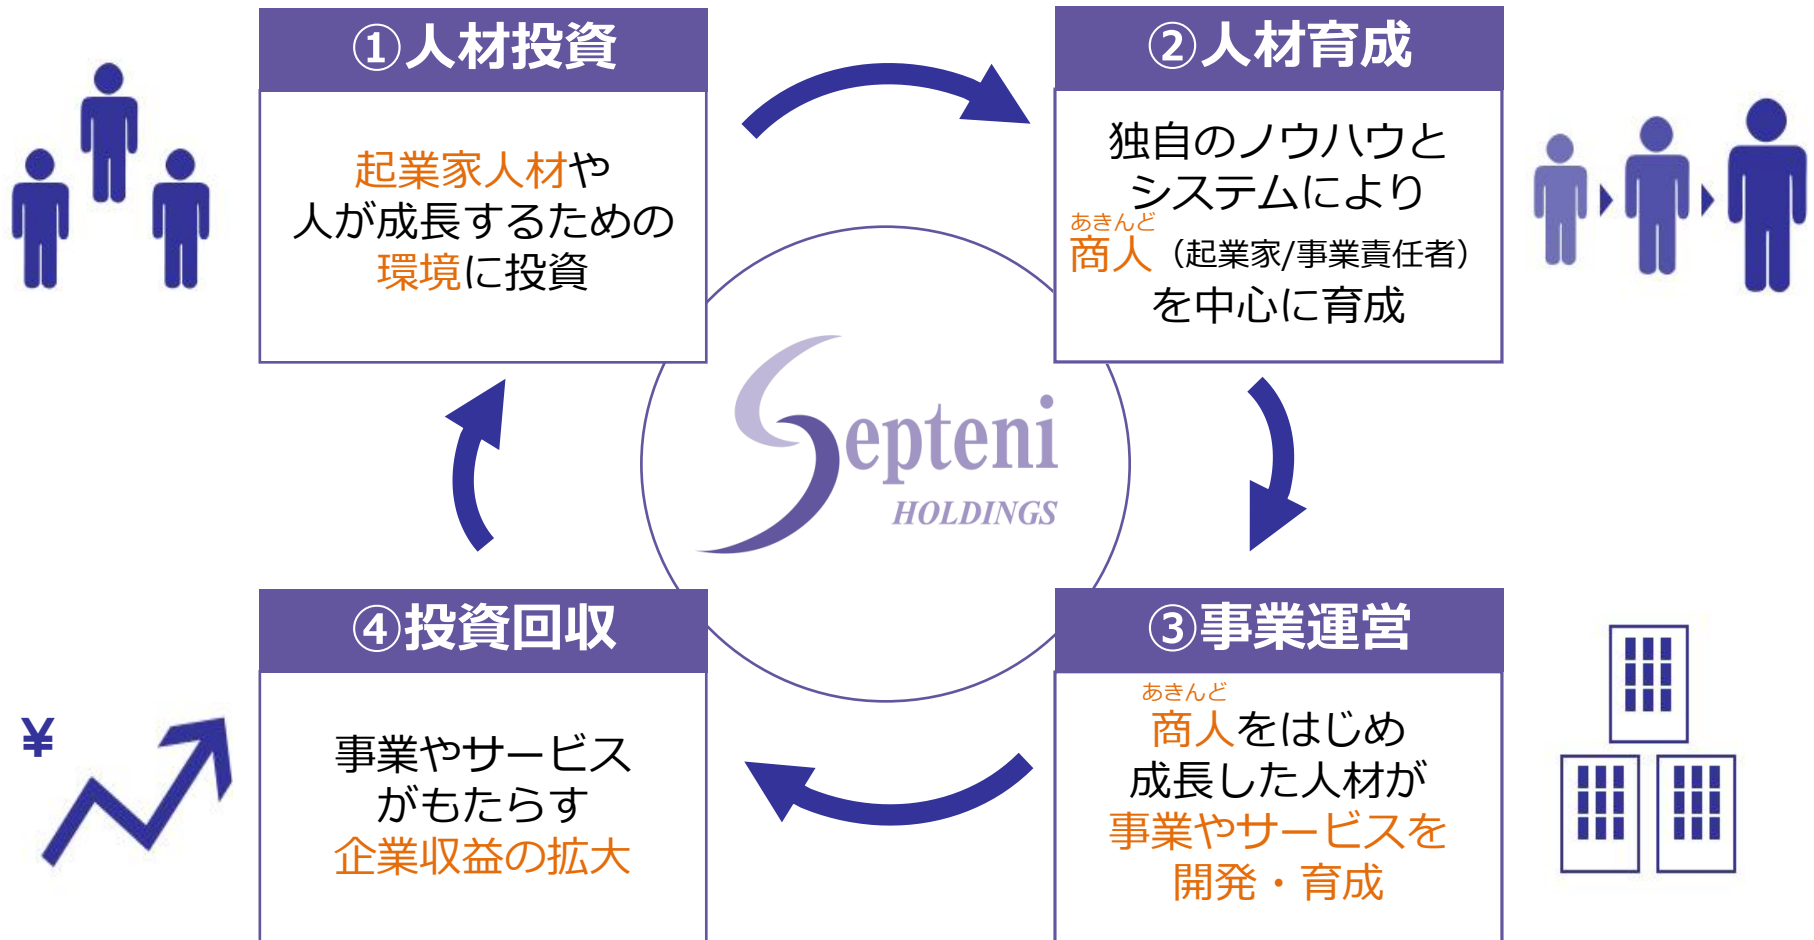 ①人材投資
起業家人材や
人が成長するための
環境に投資
②人材育成
独自のノウハウと
システムにより
あきんど
商人（起業家/事業責任者）
を中心に育成
Septeni
HOLDINGS
③事業運営
あきんど
商人をはじめ
成長した人材が
事業やサービスを
開発・育成
④投資回収
事業やサービス
がもたらす
企業収益の拡大
¥